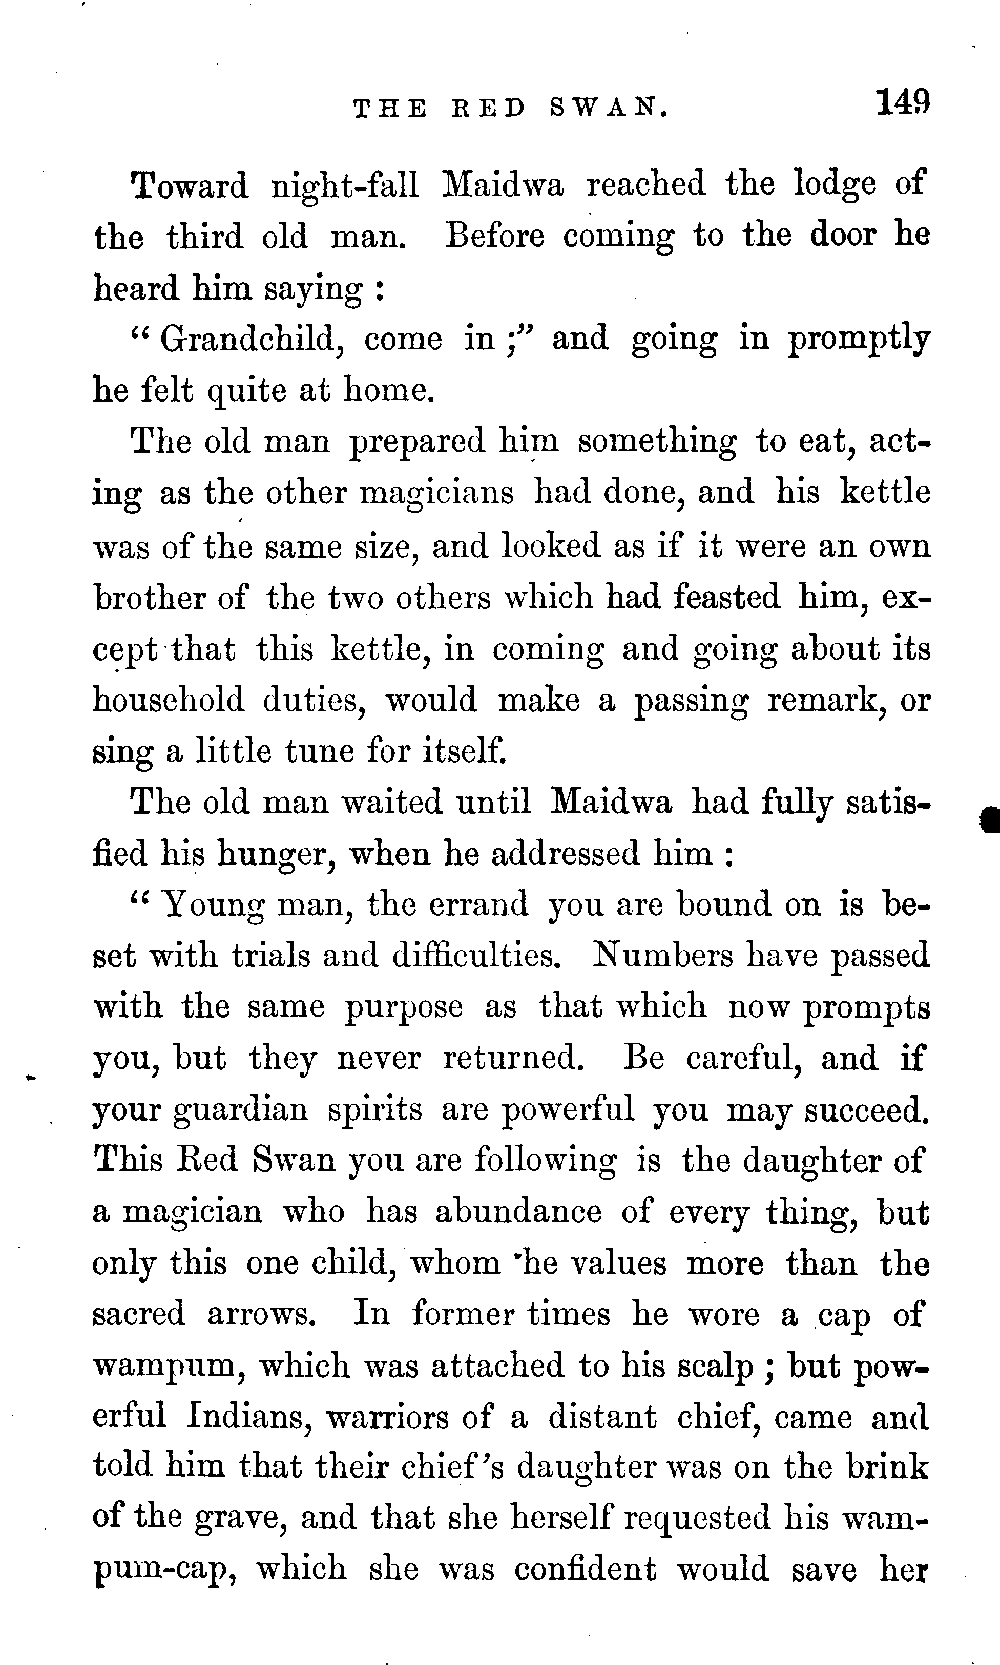 THE RED SWAN. 149
Toward night-fall Maidwa reached the lodge of
the third old man. Before coming to the door he
heard him saying :
“ Grandchild, come in ;” and going in promptly
he felt quite at home.
The old man prepared him something to eat, act-
ing as the other magicians had done, and his kettle
was of the same size, and looked as if it were an own
brother of the two others which had feasted him, ex-
cept that this kettle, in coming and going about its
household duties, would make a passing remark, or
sing a little tune for itself.
The old man waited until Maidwa had fully satis-
fied his hunger, when he addressed him :
“ Young man, the errand you are bound on is be-
set with trials and difficulties. Numbers have passed
with the same purpose as that which now prompts
you, but they never returned. Be careful, and if
your guardian spirits are powerful you may succeed.
This Red Swan you are following is the daughter of
a magician who has abundance of every thing, but
only this one child, whom he values more than the
sacred arrows. In former times he wore a cap of
wampum, which was attached to his scalp ; but pow-
erful Indians, warriors of a distant chief, came and
told him that their chief’s daughter was on the brink
of the grave, and that she herself requested his wam-
pum-cap, which she was confident would save her